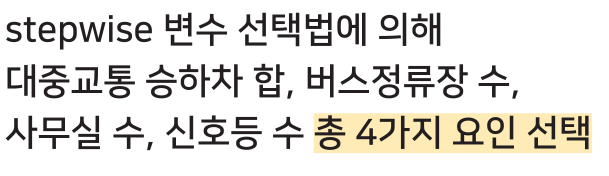 stepwise 변수 선택법에 의해
대중교통 승하차 합, 버스정류장 수,
사무실 수, 신호등 수 총 4가지 요인 선택